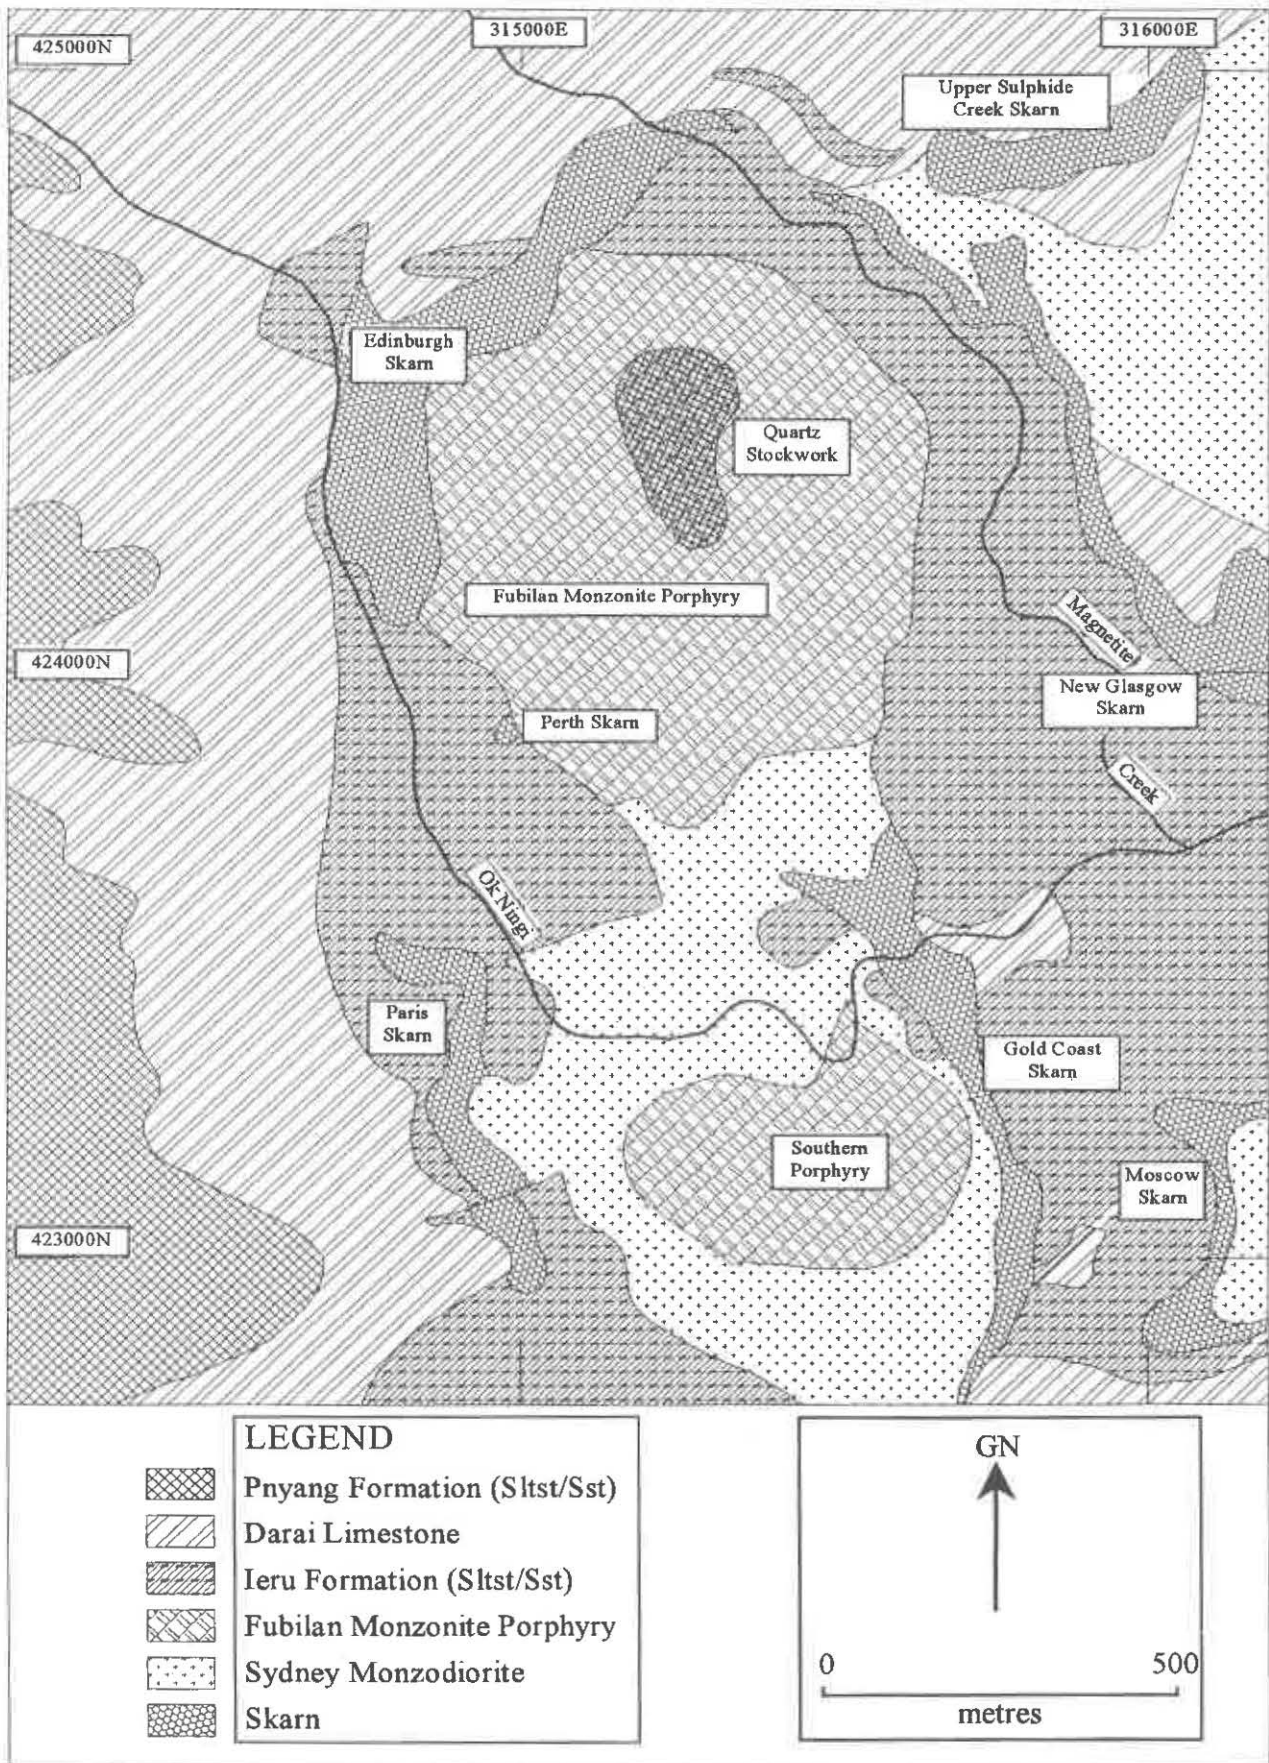 315000E
316000E
425000N
Upper Sulphide
Creek Skarn
Edinburgh
Skarn
Quartz
Stockwork
Fubilan Monzonite Porphyry
Magnetite
424000N
New Glasgow
Skarn
Perth Skarn
Creek
Ok Ningi
Paris
Skarn
Gold Coast
Skarn
Southern
Porphyry
Moscow
Skarn
423000N
LEGEND
Pnyang Formation (Sltst/Sst)
Darai Limestone
Ieru Formation (Sltst/Sst)
Fubilan Monzonite Porphyry
Sydney Monzodiorite
Skarn
GN
0 500
metres